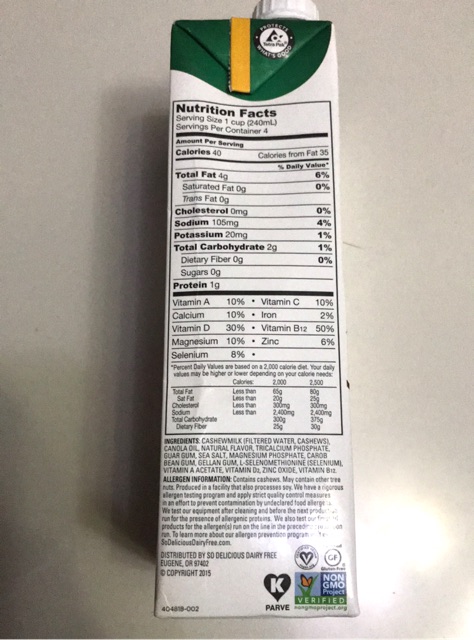 PROTECTS
WHAT'S GOOD
Tetra Pak
Nutrition Facts
Serving Size 1 cup (240mL)
Servings Per Container 4
Amount Per Serving
Calories 40 Calories from Fat 35
% Daily Value*
Total Fat 4g 6%
Saturated Fat 0g 0%
Trans Fat 0g
Cholesterol 0mg 0%
Sodium 105mg 4%
Potassium 20mg 1%
Total Carbohydrate 2g 1%
Dietary Fiber 0g 0%
Sugars 0g
Protein 1g
Vitamin A 10% • Vitamin C 10%
Calcium 10% • Iron 2%
Vitamin D 30% • Vitamin B12 50%
Magnesium 10% • Zinc 6%
Selenium 8% •
*Percent Daily Values are based on a 2,000 calorie diet. Your daily
values may be higher or lower depending on your calorie needs:
Calories: 2,000 2,500
Total Fat Less than 65g 80g
Sat Fat Less than 20g 25g
Cholesterol Less than 300mg 300mg
Sodium Less than 2,400mg 2,400mg
Total Carbohydrate 300g 375g
Dietary Fiber 25g 30g
INGREDIENTS: CASHEWMILK (FILTERED WATER, CASHEWS),
CANOLA OIL, NATURAL FLAVOR, TRICALCIUM PHOSPHATE,
GUAR GUM, SEA SALT, MAGNESIUM PHOSPHATE, CAROB
BEAN GUM, GELLAN GUM, L-SELENOMETHIONINE (SELENIUM),
VITAMIN A ACETATE, VITAMIN D2, ZINC OXIDE, VITAMIN B12.
ALLERGEN INFORMATION: Contains cashews. May contain other tree
nuts. Produced in a facility that also processes soy. We have a rigorous
allergen testing program and apply strict quality control measures
in an effort to prevent contamination by undeclared food
We test our equipment after cleaning and before the next product
run for the presence of allergenic proteins. We also test our
products for the allergen(s) run on the line in the
run. To learn more about our allergen prevention program
SoDeliciousDairyFree.com.
DISTRIBUTED BY SO DELICIOUS DAIRY FREE
EUGENE, OR 97402
© COPYRIGHT 2015
GF
Gluten-Free
K
PARVE
NON
GMO
Project
VERIFIED
nongmoproject.org
404818-002